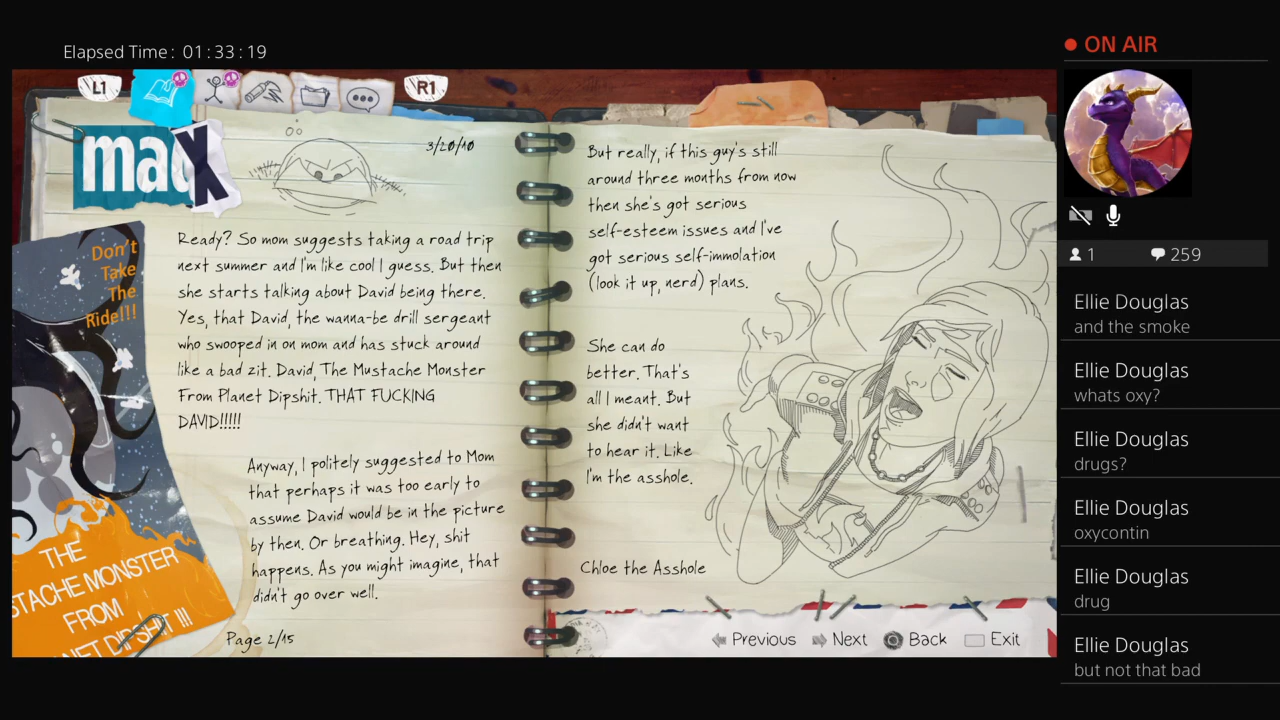 Elapsed Time: 01:33:19
ON AIR
L1
R1
max
3/20/10
Don't
Take
The
Ride!!!
THE
STACHE MONSTER
FROM
NET DIPSHIT !!!
Ready? So mom suggests taking a road trip
next summer and I'm like cool I guess. But then
she starts talking about David being there.
Yes, that David, the wanna-be drill sergeant
who swooped in on mom and has stuck around
like a bad zit. David, The Mustache Monster
From Planet Dipshit. THAT FUCKING
DAVID!!!!!
Anyway, I politely suggested to Mom
that perhaps it was too early to
assume David would be in the picture
by then. Or breathing. Hey, shit
happens. As you might imagine, that
didn't go over well.
Page 2/15
But really, if this guy's still
around three months from now
then she's got serious
self-esteem issues and I've
got serious self-immolation
(look it up, nerd) plans.
She can do
better. That's
all I meant. But
she didn't want
to hear it. Like
I'm the asshole.
Chloe the Asshole
Previous
Next
Back
Exit
1
259
Ellie Douglas
and the smoke
Ellie Douglas
whats oxy?
Ellie Douglas
drugs?
Ellie Douglas
oxycontin
Ellie Douglas
drug
Ellie Douglas
but not that bad